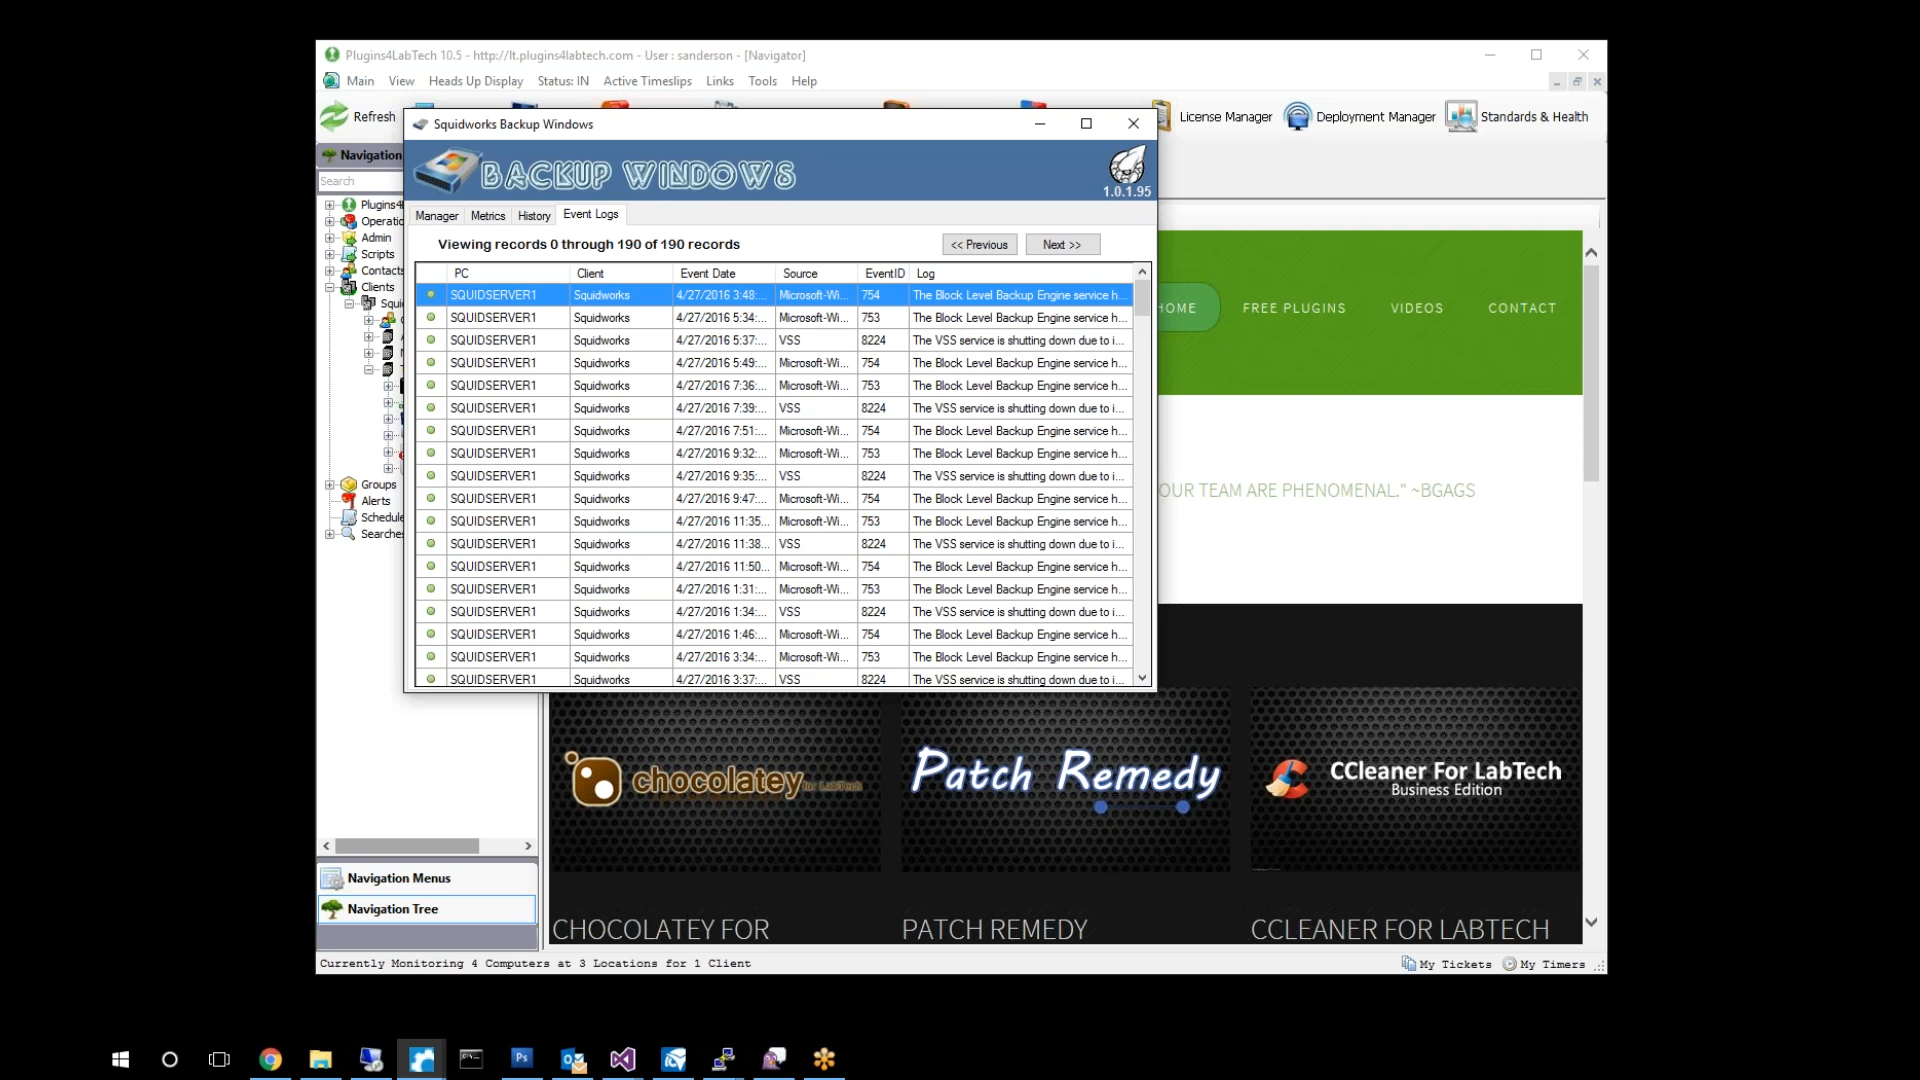 Plugins4LabTech 10.5 - http://lt.plugins4labtech.com - User : sanderson - [Navigator]
Main View Heads Up Display Status: IN Active Timeslips Links Tools Help
Refresh
License Manager Deployment Manager Standards & Health
Squidworks Backup Windows
Navigation
BACKUP WINDOWS
1.0.1.95
Search
Manager Metrics History Event Logs
Viewing records 0 through 190 of 190 records
<< Previous Next >>
PC Client Event Date Source EventID Log
SQUIDSERVER1 Squidworks 4/27/2016 3:48:... Microsoft-Wi... 754 The Block Level Backup Engine service h...
SQUIDSERVER1 Squidworks 4/27/2016 5:34:... Microsoft-Wi... 753 The Block Level Backup Engine service h...
SQUIDSERVER1 Squidworks 4/27/2016 5:37:... VSS 8224 The VSS service is shutting down due to i...
SQUIDSERVER1 Squidworks 4/27/2016 5:49:... Microsoft-Wi... 754 The Block Level Backup Engine service h...
SQUIDSERVER1 Squidworks 4/27/2016 7:36:... Microsoft-Wi... 753 The Block Level Backup Engine service h...
SQUIDSERVER1 Squidworks 4/27/2016 7:39:... VSS 8224 The VSS service is shutting down due to i...
SQUIDSERVER1 Squidworks 4/27/2016 7:51:... Microsoft-Wi... 754 The Block Level Backup Engine service h...
SQUIDSERVER1 Squidworks 4/27/2016 9:32:... Microsoft-Wi... 753 The Block Level Backup Engine service h...
SQUIDSERVER1 Squidworks 4/27/2016 9:35:... VSS 8224 The VSS service is shutting down due to i...
SQUIDSERVER1 Squidworks 4/27/2016 9:47:... Microsoft-Wi... 754 The Block Level Backup Engine service h...
SQUIDSERVER1 Squidworks 4/27/2016 11:35... Microsoft-Wi... 753 The Block Level Backup Engine service h...
SQUIDSERVER1 Squidworks 4/27/2016 11:38... VSS 8224 The VSS service is shutting down due to i...
SQUIDSERVER1 Squidworks 4/27/2016 11:50... Microsoft-Wi... 754 The Block Level Backup Engine service h...
SQUIDSERVER1 Squidworks 4/27/2016 1:31:... Microsoft-Wi... 753 The Block Level Backup Engine service h...
SQUIDSERVER1 Squidworks 4/27/2016 1:34:... VSS 8224 The VSS service is shutting down due to i...
SQUIDSERVER1 Squidworks 4/27/2016 1:46:... Microsoft-Wi... 754 The Block Level Backup Engine service h...
SQUIDSERVER1 Squidworks 4/27/2016 3:34:... Microsoft-Wi... 753 The Block Level Backup Engine service h...
SQUIDSERVER1 Squidworks 4/27/2016 3:37:... VSS 8224 The VSS service is shutting down due to i...
Plugins4
Operatio
Admin
Scripts
Contacts
Clients
Squi
Groups
Alerts
Schedule
Searches
HOME FREE PLUGINS VIDEOS CONTACT
OUR TEAM ARE PHENOMENAL." ~BGAGS
chocolatey for LabTech
Patch Remedy
CCleaner For LabTech
Business Edition
CHOCOLATEY FOR PATCH REMEDY CCLEANER FOR LABTECH
Navigation Menus
Navigation Tree
Currently Monitoring 4 Computers at 3 Locations for 1 Client
My Tickets My Timers
Ps